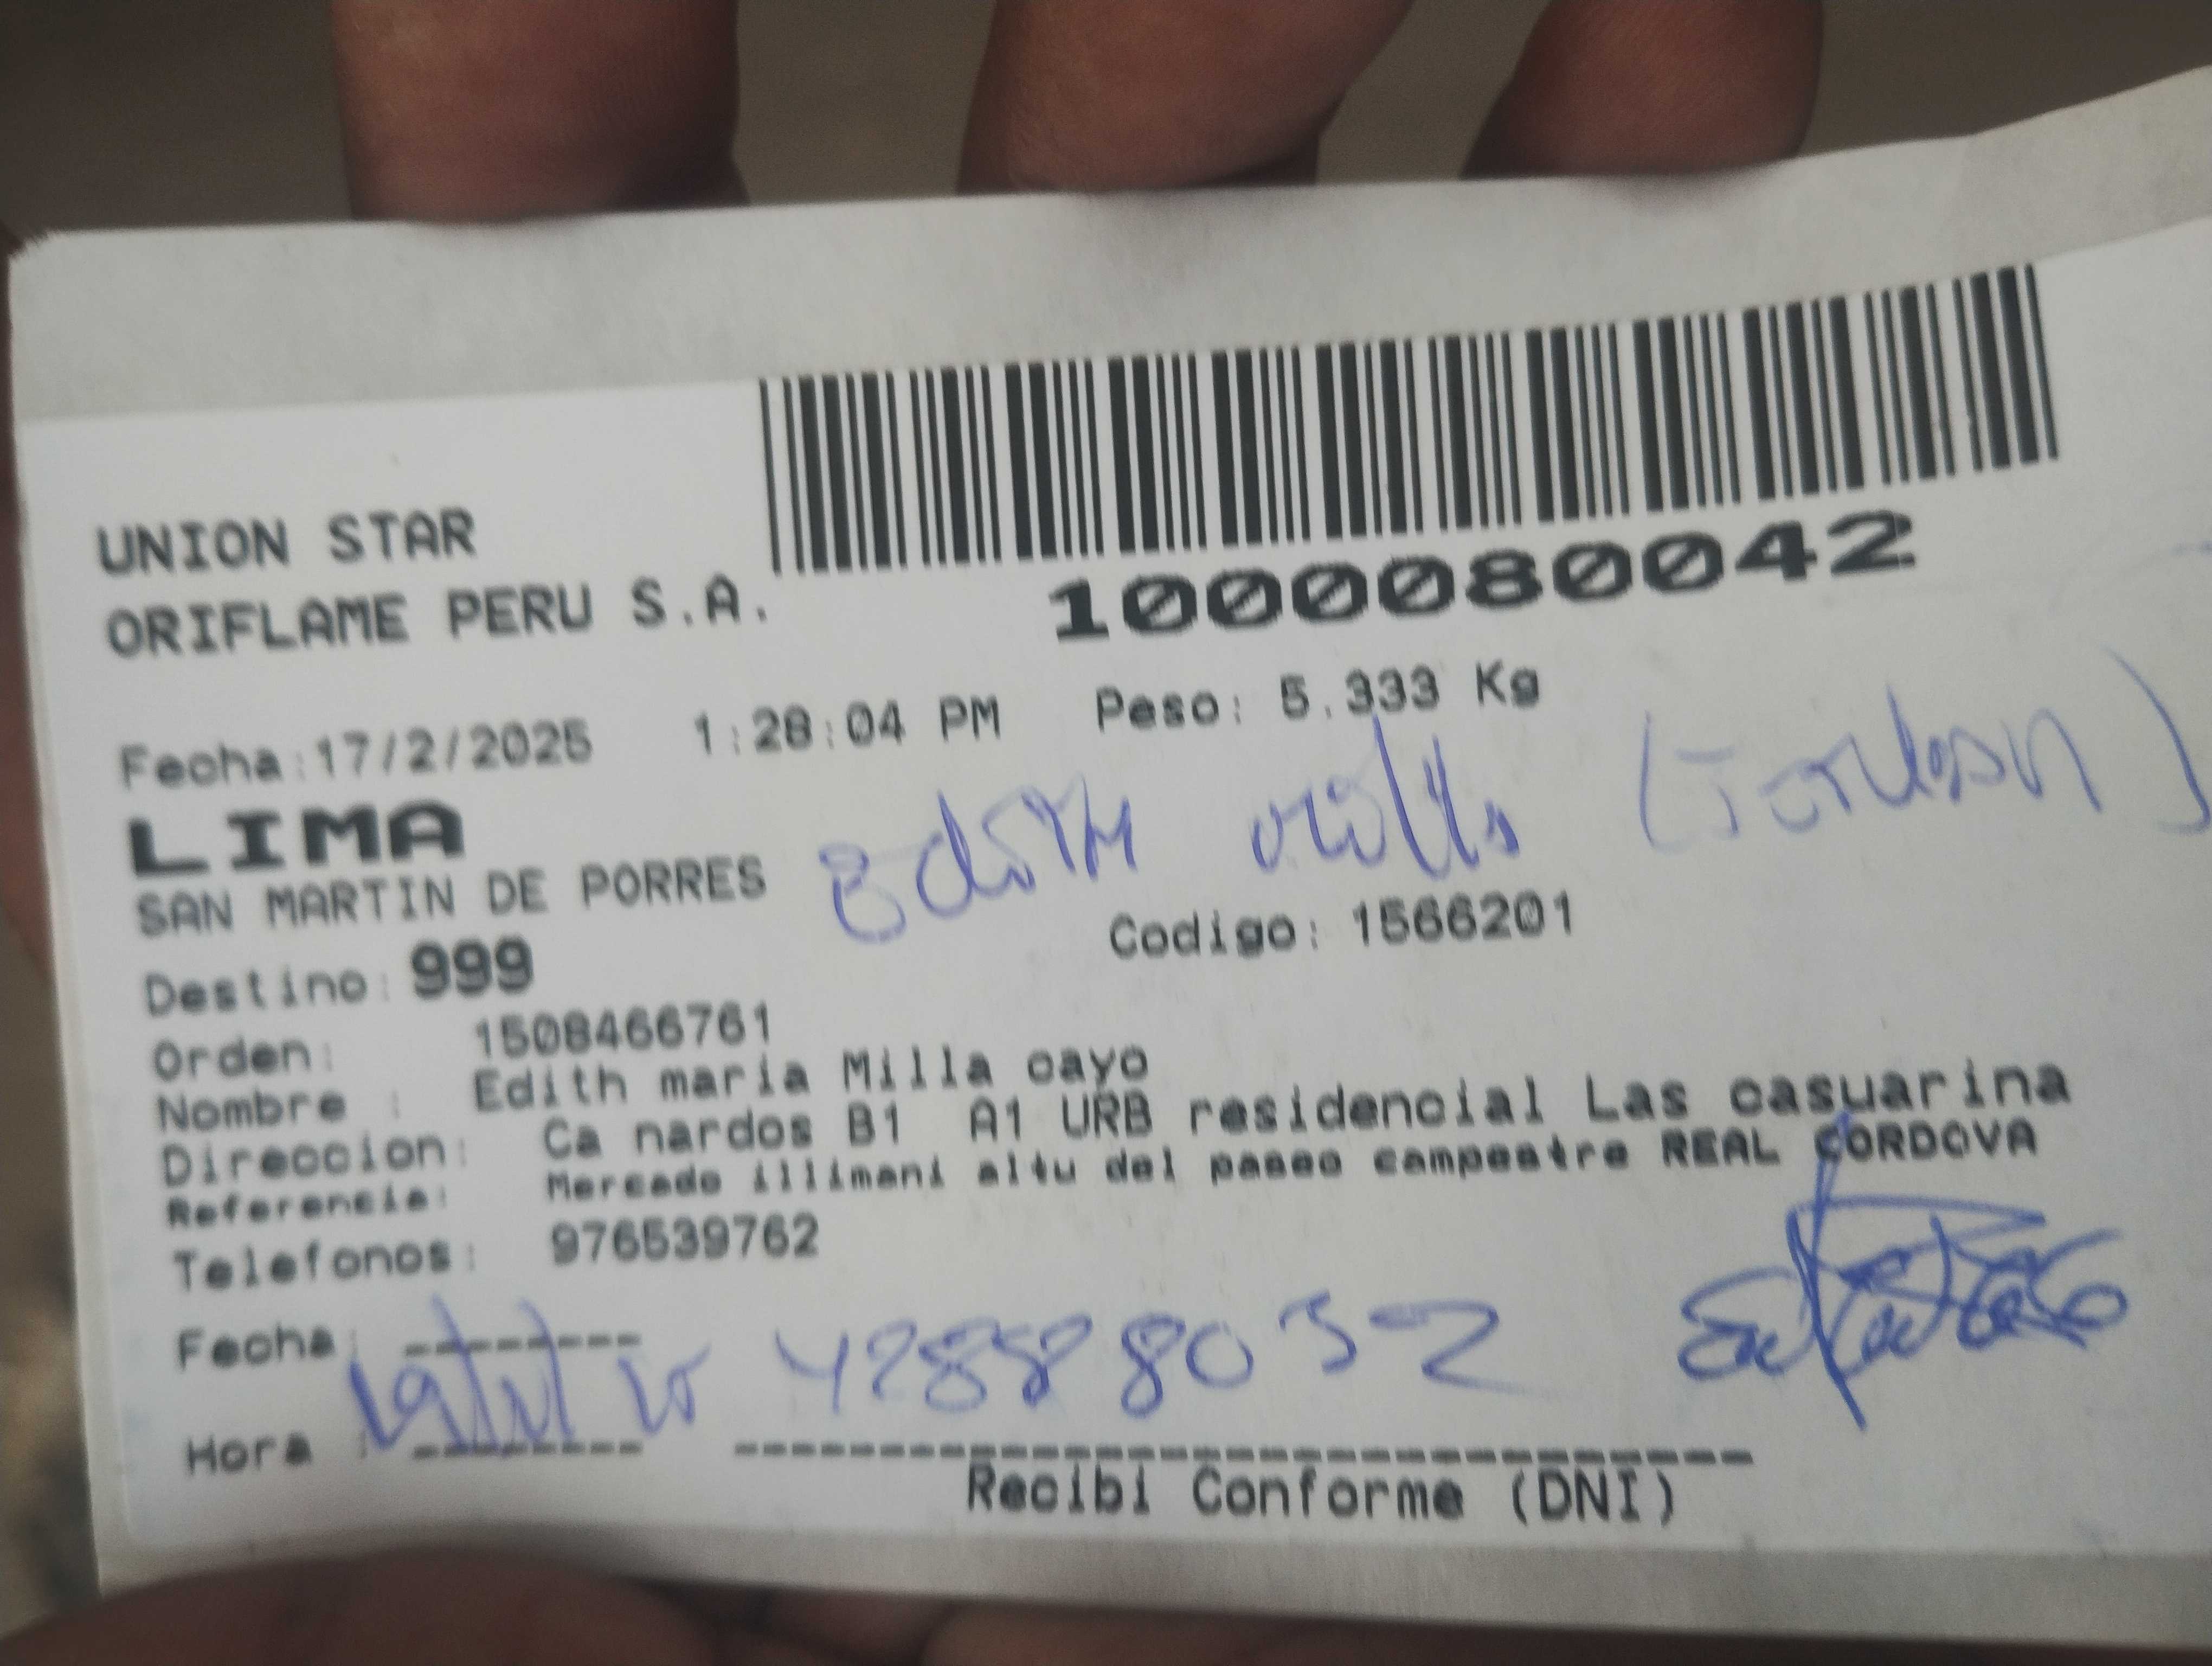 UNION STAR
ORIFLAME PERU S.A.
1000080042
Fecha:17/2/2025 1:28:04 PM Peso: 5.333 Kg
LIMA
SAN MARTIN DE PORRES Edith Milla
Destino: 999 Codigo: 1566201
Orden: 1508466761
Nombre : Edith maria Milla cayo
Direccion: Ca nardos B1 A1 URB residencial Las casuarina
Referencia: Mercado illimani altu del paseo campestre REAL CORDOVA
Telefonos: 976539762
Fecha: --------
42888032
Hora : --------
Recibi Conforme (DNI)